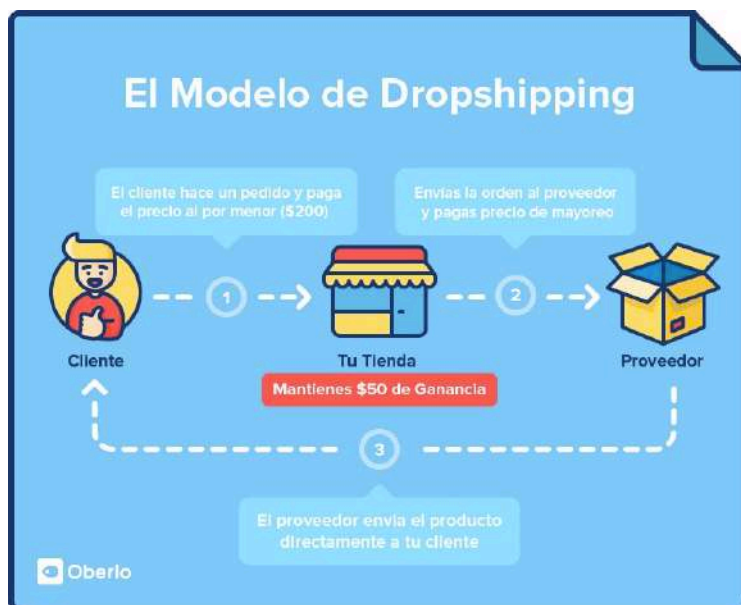 El Modelo de Dropshipping
El cliente hace un pedido y paga
el precio al por menor ($200)
Envías la orden al proveedor
y pagas precio de mayoreo
1
2
Cliente
Tu Tienda
Proveedor
Mantienes $50 de Ganancia
3
El proveedor envía el producto
directamente a tu cliente
Oberlo